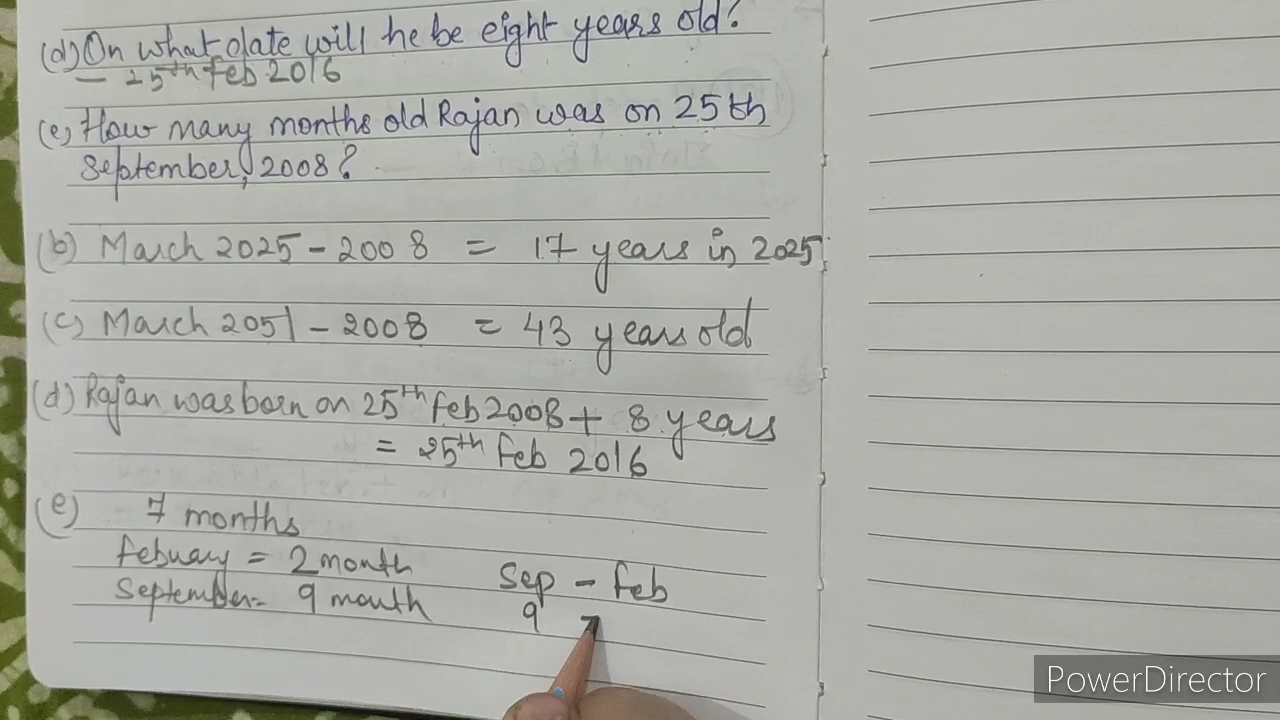 (d) On what date will he be eight years old?
– 25th feb 2016
(e) How many months old Rajan was on 25th
September, 2008?
(b) March 2025 – 2008 = 17 years in 2025
(c) March 2051 – 2008 = 43 years old
(d) Rajan was born on 25th feb 2008 + 8 years
= 25th feb 2016
(e) 7 months
febuary = 2 month
September = 9 month
Sep – feb
9 –
PowerDirector